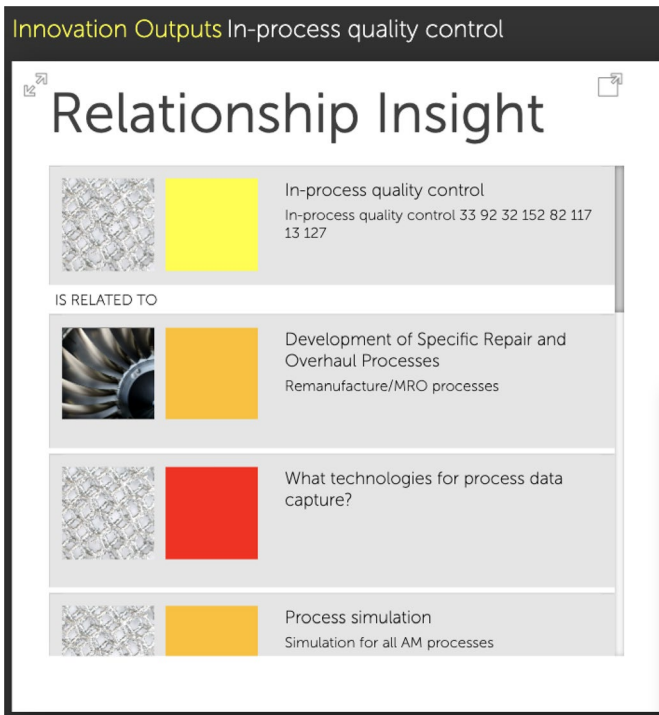 Innovation Outputs In-process quality control
Relationship Insight
In-process quality control
In-process quality control 33 92 32 152 82 117
13 127
IS RELATED TO
Development of Specific Repair and
Overhaul Processes
Remanufacture/MRO processes
What technologies for process data
capture?
Process simulation
Simulation for all AM processes